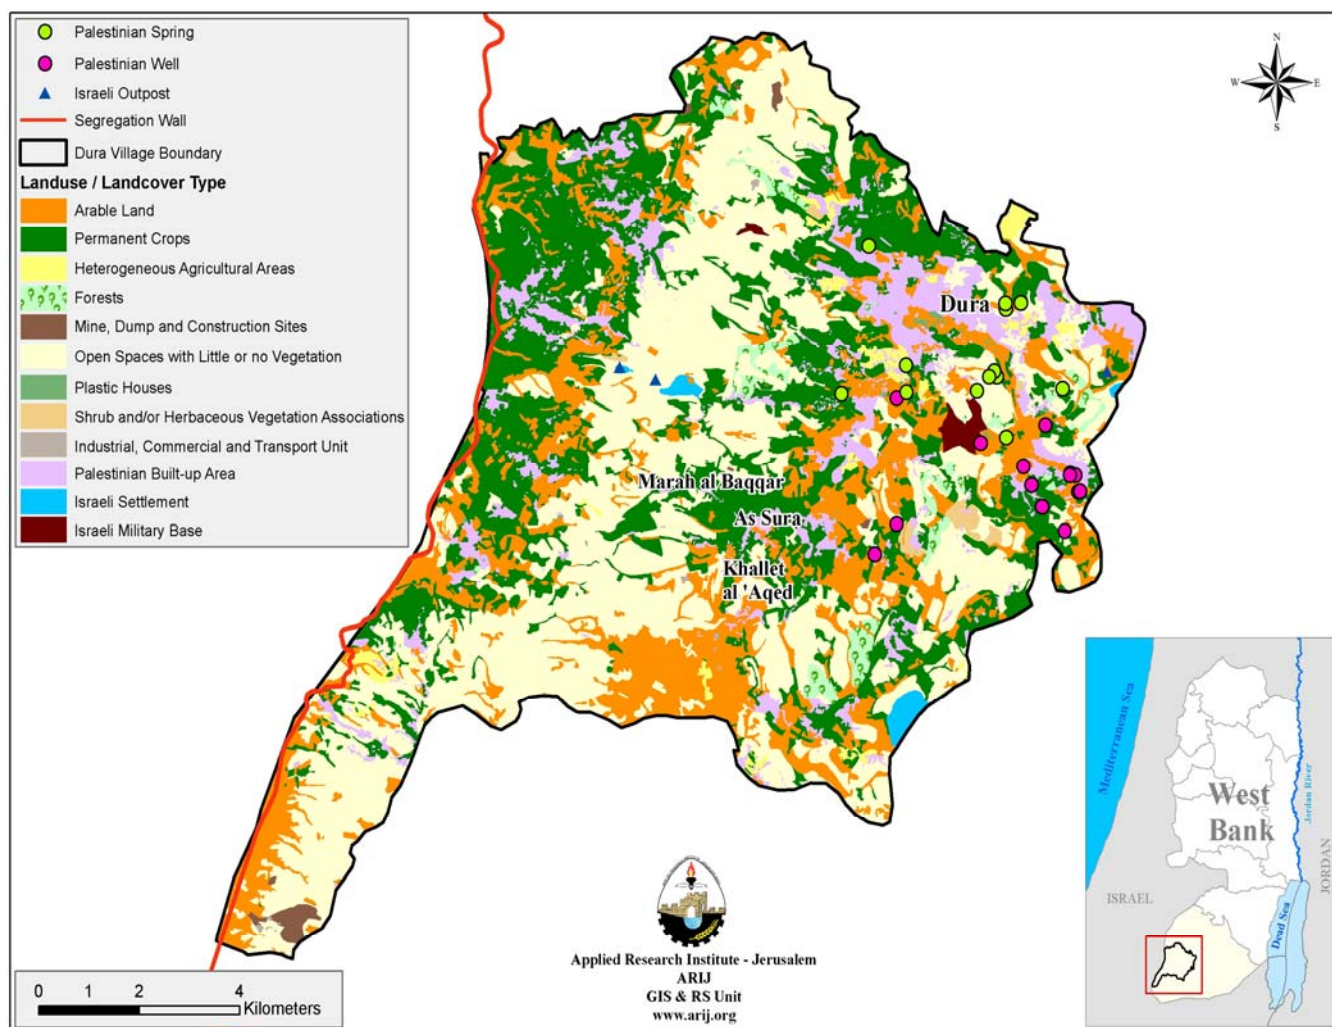 Palestinian Spring
Palestinian Well
Israeli Outpost
Segregation Wall
Dura Village Boundary
Landuse / Landcover Type
Arable Land
Permanent Crops
Heterogeneous Agricultural Areas
Forests
Mine, Dump and Construction Sites
Open Spaces with Little or no Vegetation
Plastic Houses
Shrub and/or Herbaceous Vegetation Associations
Industrial, Commercial and Transport Unit
Palestinian Built-up Area
Israeli Settlement
Israeli Military Base
N
W E
S
Dura
Marah al Baqqar
As Sura
Khallet
al 'Aqed
Mediterranean Sea
West
Bank
Jordan River
JORDAN
ISRAEL
Dead Sea
Applied Research Institute - Jerusalem
ARIJ
GIS & RS Unit
www.arij.org
0 1 2 4
Kilometers